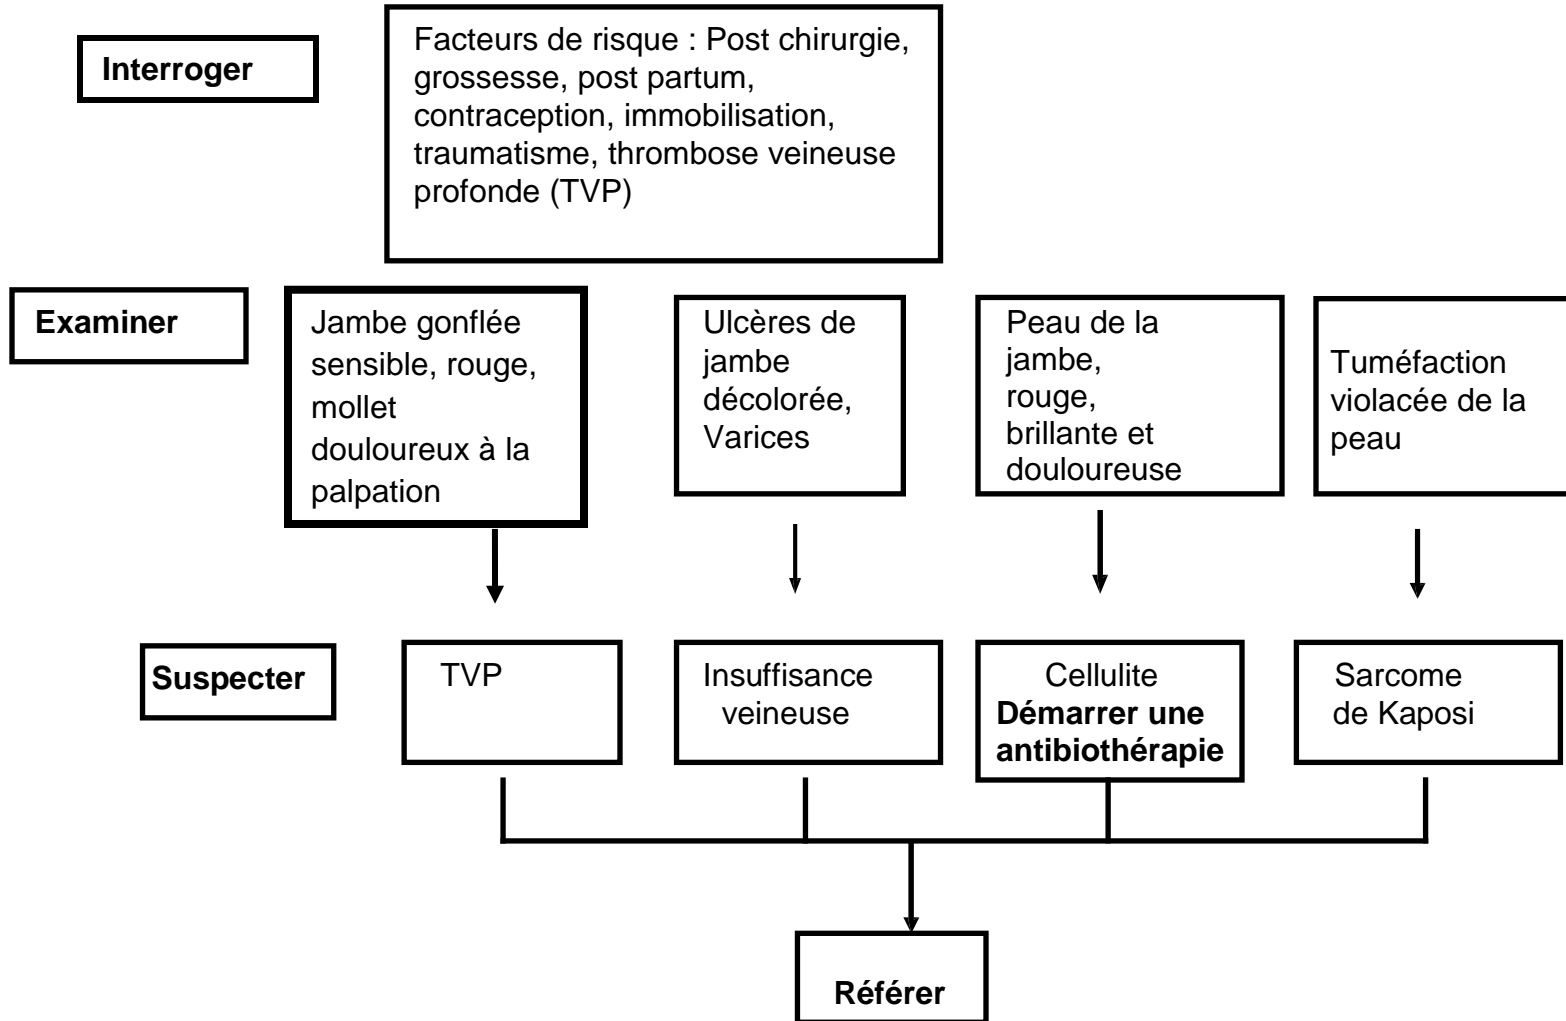 Interroger
Facteurs de risque : Post chirurgie,
grossesse, post partum,
contraception, immobilisation,
traumatisme, thrombose veineuse
profonde (TVP)
Examiner
Jambe gonflée
sensible, rouge,
mollet
douloureux à la
palpation
Ulcères de
jambe
décolorée,
Varices
Peau de la
jambe,
rouge,
brillante et
douloureuse
Tuméfaction
violacée de la
peau
Suspecter
TVP
Insuffisance
veineuse
Cellulite
Démarrer une
antibiothérapie
Sarcome
de Kaposi
Référer